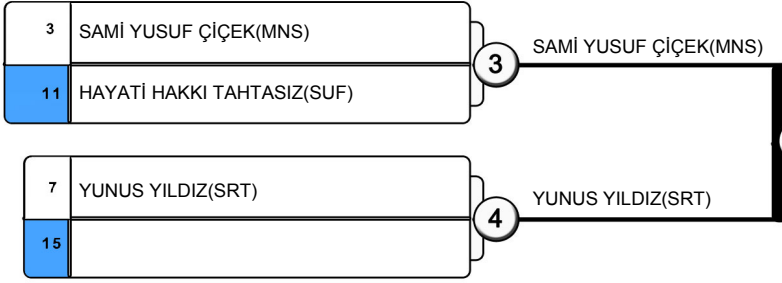 3 SAMİ YUSUF ÇİÇEK(MNS)
11 HAYATİ HAKKI TAHTASIZ(SUF)
3
SAMİ YUSUF ÇİÇEK(MNS)
7 YUNUS YILDIZ(SRT)
15
4
YUNUS YILDIZ(SRT)